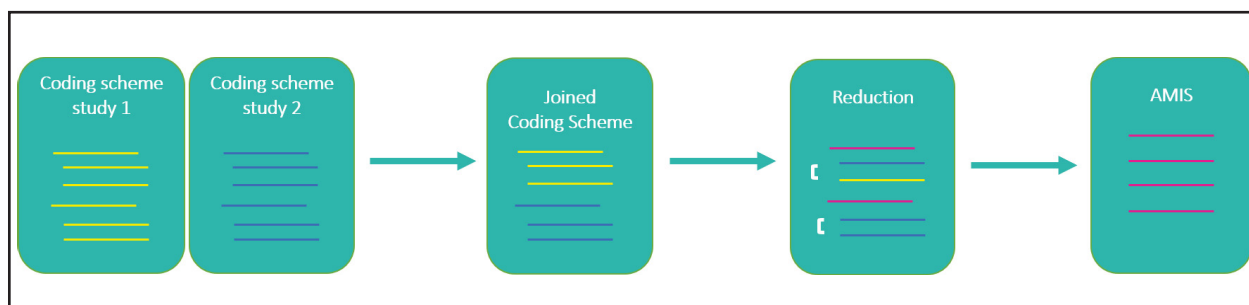 Coding scheme
study 1
Coding scheme
study 2
Joined
Coding Scheme
Reduction
AMIS